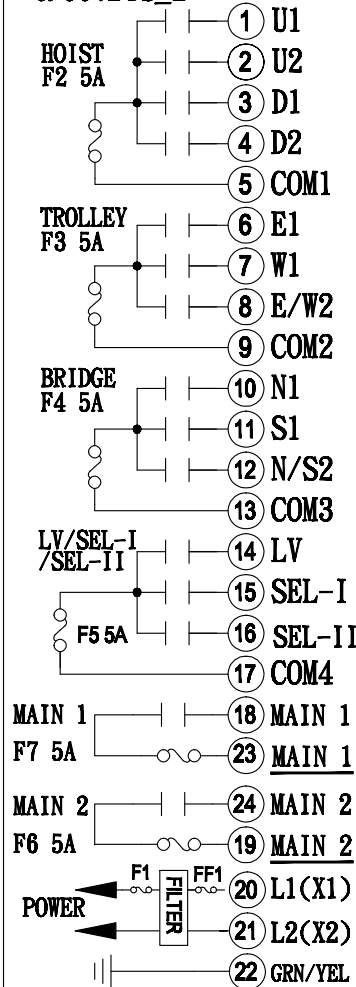 1 U1
HOIST
F2 5A
2 U2
3 D1
4 D2
5 COM1
TROLLEY
F3 5A
6 E1
7 W1
8 E/W2
9 COM2
BRIDGE
F4 5A
10 N1
11 S1
12 N/S2
13 COM3
LV/SEL-I
/SEL-II
14 LV
15 SEL-I
F5 5A
16 SEL-II
17 COM4
MAIN 1
18 MAIN 1
F7 5A
23 MAIN 1
MAIN 2
24 MAIN 2
F6 5A
19 MAIN 2
F1
FILTER
FF1
20 L1(X1)
POWER
21 L2(X2)
22 GRN/YEL